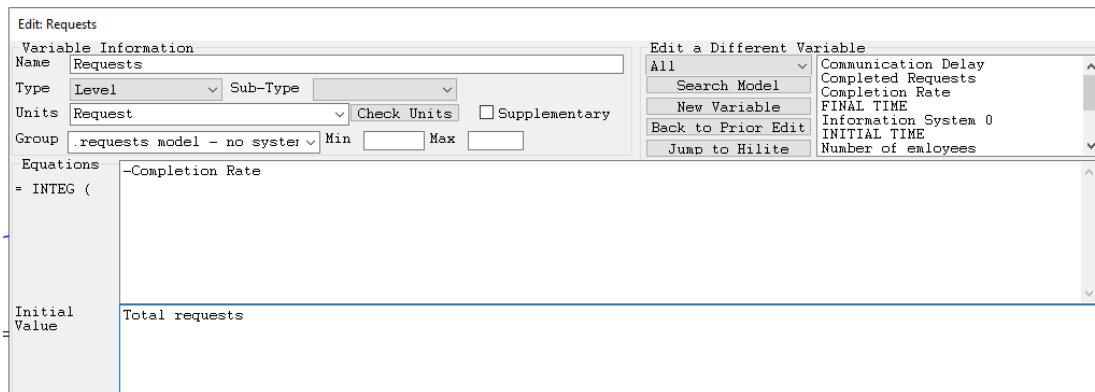 Edit: Requests
Variable Information
Name Requests
Type Level Sub-Type
Units Request Check Units Supplementary
Group .requests model - no syster Min Max
Edit a Different Variable
All
Search Model
New Variable
Back to Prior Edit
Jump to Hilite
Communication Delay
Completed Requests
Completion Rate
FINAL TIME
Information System 0
INITIAL TIME
Number of emloyees
Equations
= INTEG (
-Completion Rate
Initial
Value
Total requests
=